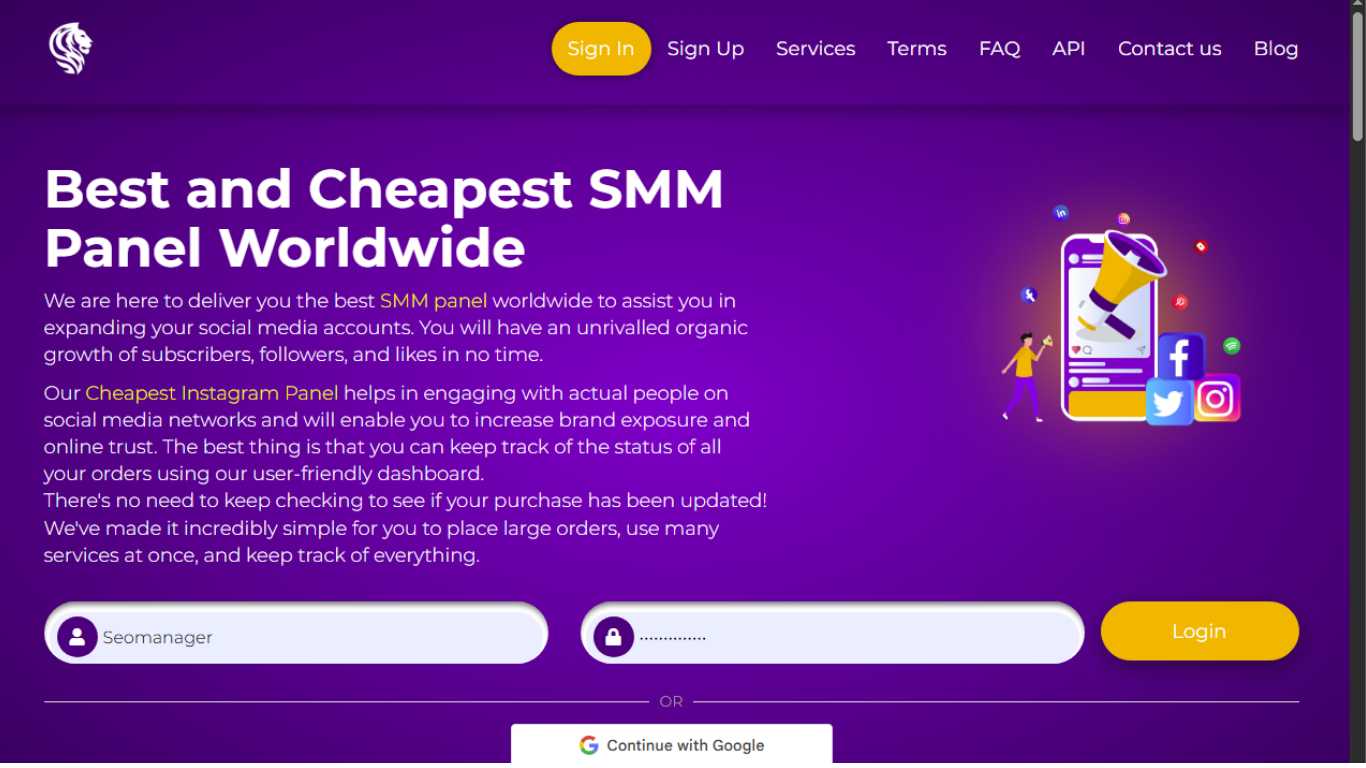 Sign In Sign Up Services Terms FAQ API Contact us Blog
Best and Cheapest SMM
Panel Worldwide
We are here to deliver you the best SMM panel worldwide to assist you in
expanding your social media accounts. You will have an unrivalled organic
growth of subscribers, followers, and likes in no time.
Our Cheapest Instagram Panel helps in engaging with actual people on
social media networks and will enable you to increase brand exposure and
online trust. The best thing is that you can keep track of the status of all
your orders using our user-friendly dashboard.
There's no need to keep checking to see if your purchase has been updated!
We've made it incredibly simple for you to place large orders, use many
services at once, and keep track of everything.
Seomanager
Login
OR
Continue with Google